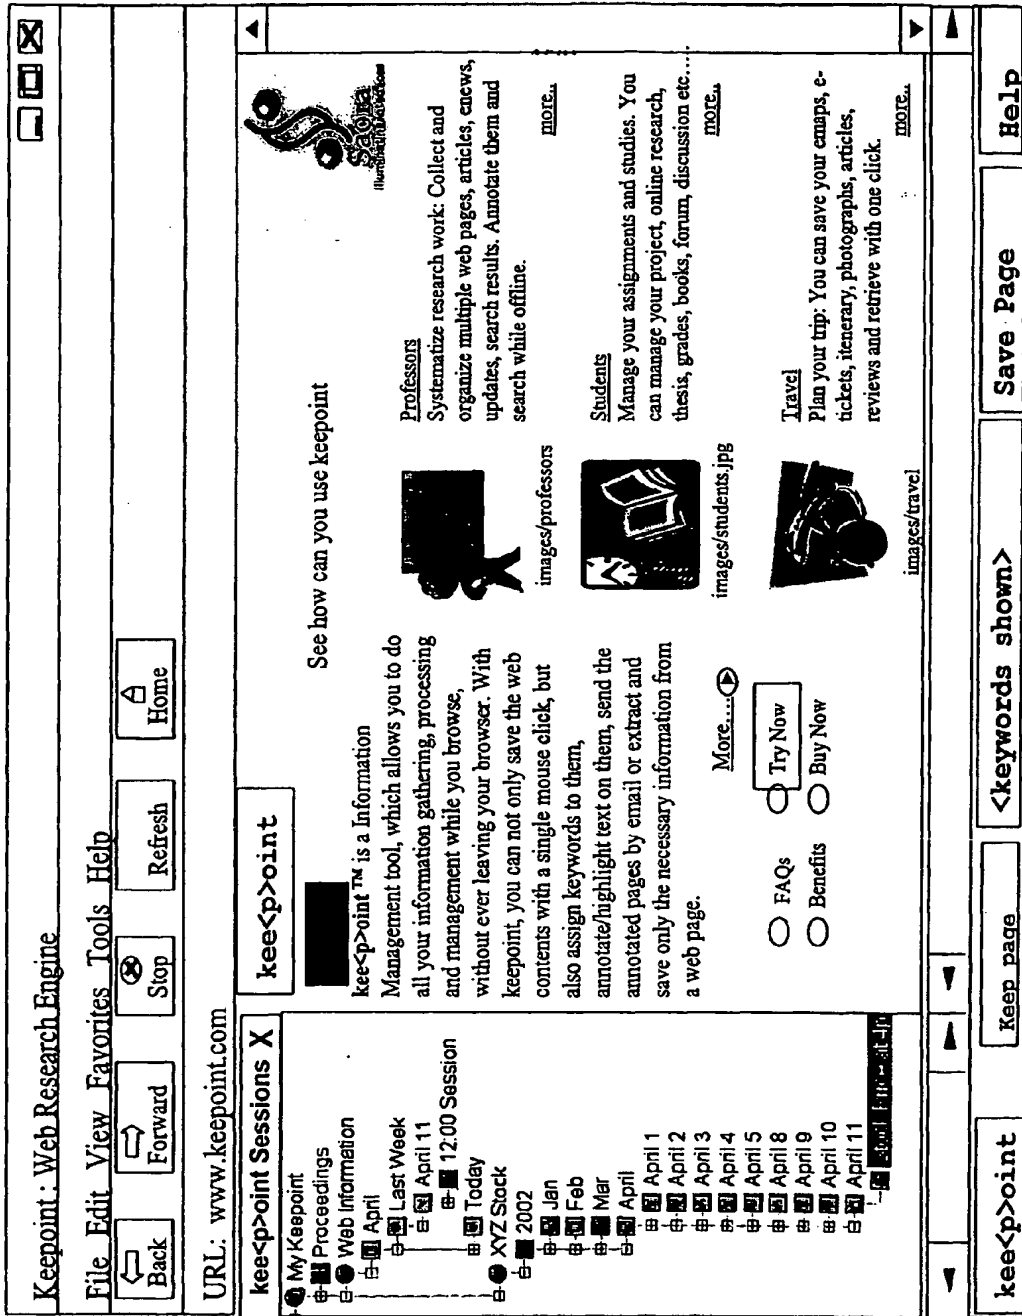 Keepoint : Web Research Engine
File Edit View Favorites Tools Help
Back
Forward
Stop
Refresh
Home
URL: www.keepoint.com
kee<p>oint Sessions X
My Keepoint
Proceedings
Web Information
April
Last Week
April 11
12:00 Session
Today
XYZ Stock
2002
Jan
Feb
Mar
April
April 1
April 2
April 3
April 4
April 5
April 8
April 9
April 10
April 11
kee<p>oint
kee<p>oint ™ is a Information
Management tool, which allows you to do
all your information gathering, processing
and management while you browse,
without ever leaving your browser. With
keepoint, you can not only save the web
contents with a single mouse click, but
also assign keywords to them,
annotate/highlight text on them, send the
annotated pages by email or extract and
save only the necessary information from
a web page.
More....
FAQs
Try Now
Benefits
Buy Now
See how can you use keepoint
SaOra
images/professors
Professors
Systematize research work: Collect and
organize multiple web pages, articles, enews,
updates, search results. Annotate them and
search while offline.
more..
images/students.jpg
Students
Manage your assignments and studies. You
can manage your project, online research,
thesis, grades, books, forum, discussion etc....
more..
images/travel
Travel
Plan your trip: You can save your emaps, e-
tickets, itenerary, photographs, articles,
reviews and retrieve with one click.
more..
kee<p>oint
Keep page
<keywords shown>
Save Page
Help